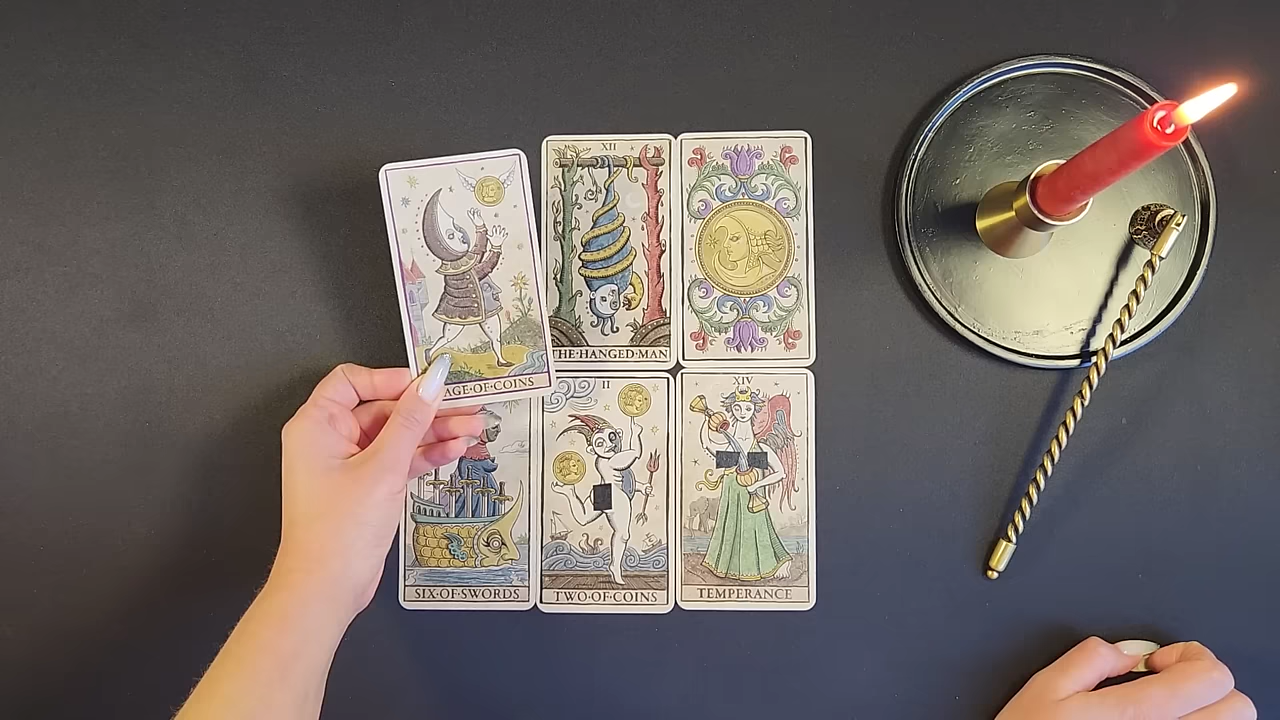 XII
THE·HANGED·MAN
AGE·OF·COINS
SIX·OF·SWORDS
II
TWO·OF·COINS
XIV
TEMPERANCE